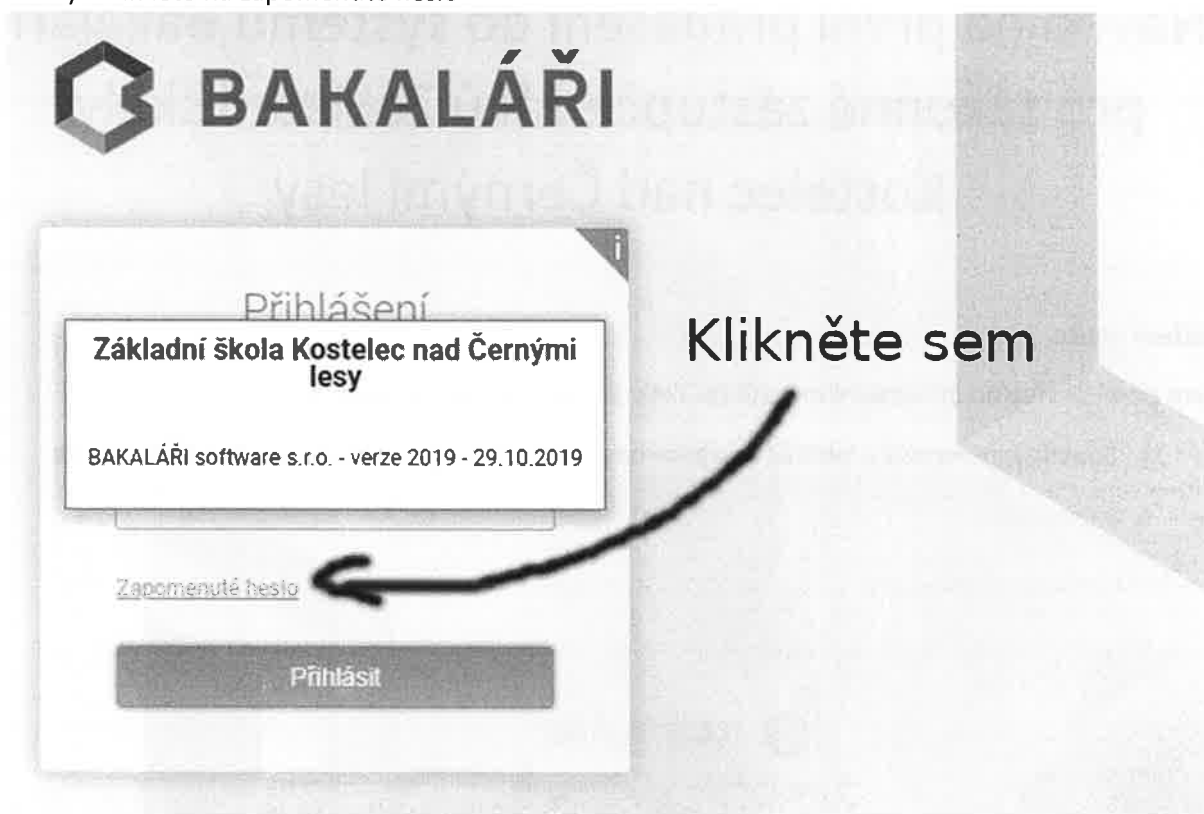 BAKALÁŘI
i
Přihlášení
Základní škola Kostelec nad Černými
lesy
BAKALÁŘI software s.r.o. - verze 2019 - 29.10.2019
Klikněte sem
Zapomenuté heslo
Přihlásit